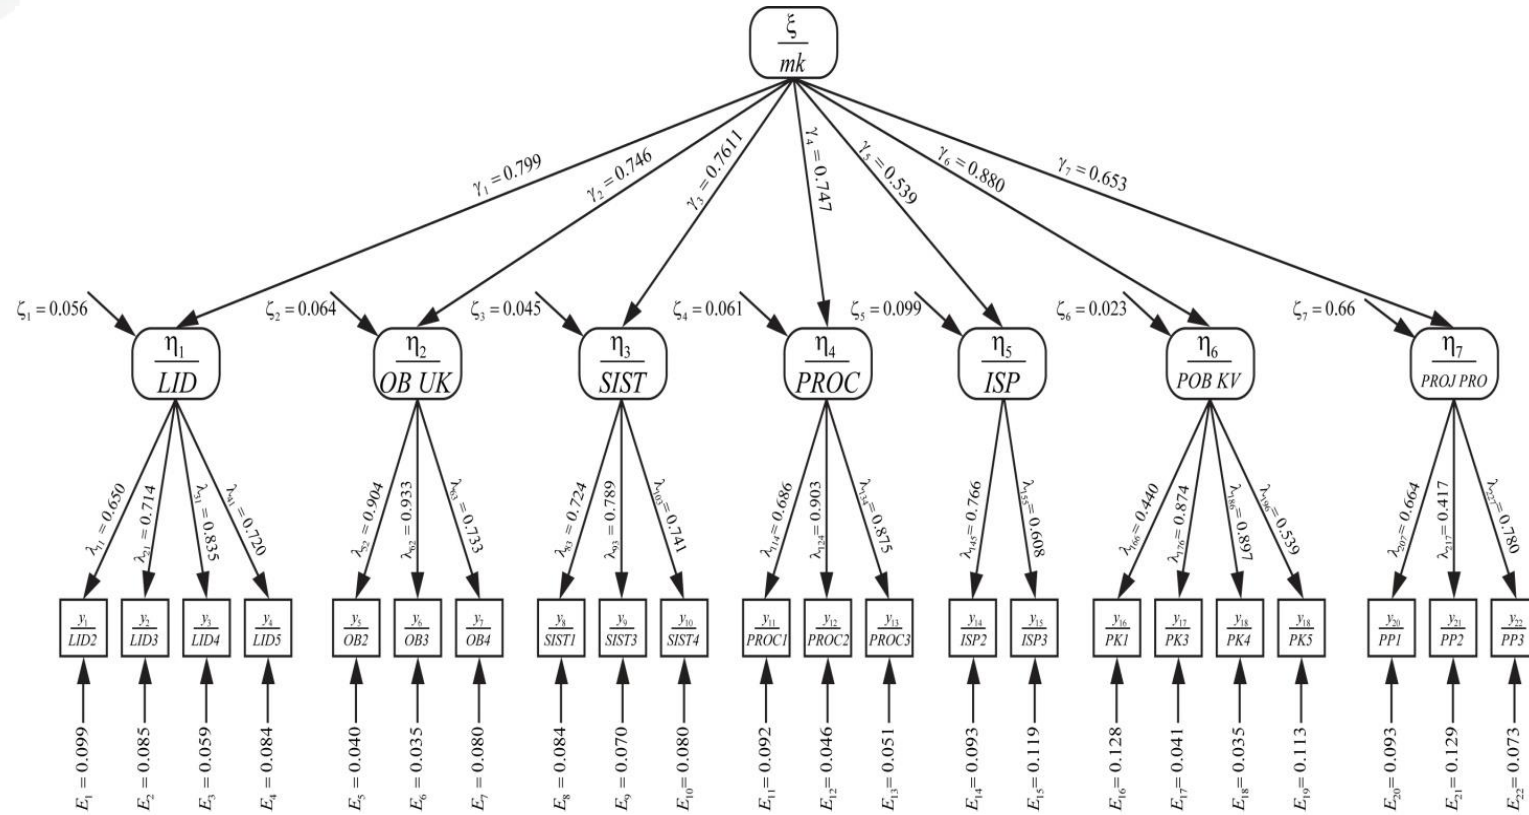 ξ
mk
γ₁ = 0.799
γ₂ = 0.746
γ₃ = 0.7611
γ₄ = 0.747
γ₅ = 0.539
γ₆ = 0.880
γ₇ = 0.653
ζ₁ = 0.056
ζ₂ = 0.064
ζ₃ = 0.045
ζ₄ = 0.061
ζ₅ = 0.099
ζ₆ = 0.023
ζ₇ = 0.66
η₁
LID
η₂
OB UK
η₃
SIST
η₄
PROC
η₅
ISP
η₆
POB KV
η₇
PROJ PRO
λ₁₁ = 0.650
λ₂₁ = 0.714
λ₃₁ = 0.835
λ₄₁ = 0.720
λ₅₂ = 0.904
λ₆₂ = 0.933
λ₆₃ = 0.733
λ₈₃ = 0.724
λ₉₃ = 0.789
λ₁₀₃ = 0.741
λ₁₁₄ = 0.686
λ₁₂₄ = 0.903
λ₁₃₄ = 0.875
λ₁₄₅ = 0.766
λ₁₅₅ = 0.608
λ₁₆₆ = 0.440
λ₁₇₆ = 0.874
λ₁₈₆ = 0.897
λ₁₉₆ = 0.539
λ₂₀₇ = 0.664
λ₂₁₇ = 0.417
λ₂₂₇ = 0.780
y₁
LID2
y₂
LID3
y₃
LID4
y₄
LID5
y₅
OB2
y₆
OB3
y₇
OB4
y₈
SIST1
y₉
SIST3
y₁₀
SIST4
y₁₁
PROC1
y₁₂
PROC2
y₁₃
PROC3
y₁₄
ISP2
y₁₅
ISP3
y₁₆
PK1
y₁₇
PK3
y₁₈
PK4
y₁₈
PK5
y₂₀
PP1
y₂₁
PP2
y₂₂
PP3
E₁ = 0.099
E₂ = 0.085
E₃ = 0.059
E₄ = 0.084
E₅ = 0.040
E₆ = 0.035
E₇ = 0.080
E₈ = 0.084
E₉ = 0.070
E₁₀ = 0.080
E₁₁ = 0.092
E₁₂ = 0.046
E₁₃ = 0.051
E₁₄ = 0.093
E₁₅ = 0.119
E₁₆ = 0.128
E₁₇ = 0.041
E₁₈ = 0.035
E₁₉ = 0.113
E₂₀ = 0.093
E₂₁ = 0.129
E₂₂ = 0.073